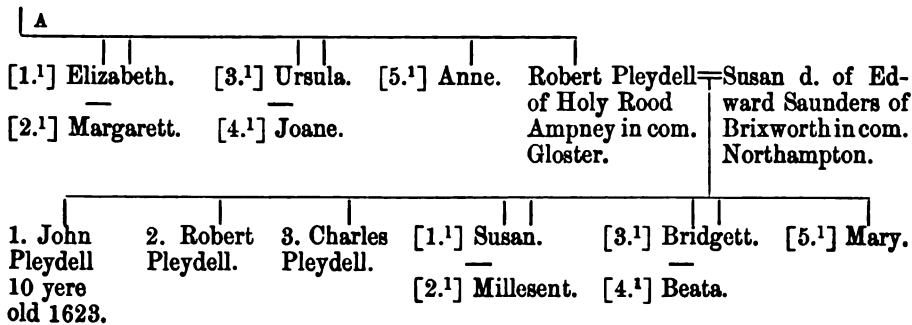 A
[1.¹] Elizabeth. [3.¹] Ursula. [5.¹] Anne. Robert Pleydell=Susan d. of Ed-
of Holy Rood ward Saunders of
[2.¹] Margarett. [4.¹] Joane. Ampney in com. Brixworth in com.
Gloster. Northampton.
1. John 2. Robert 3. Charles [1.¹] Susan. [3.¹] Bridgett. [5.¹] Mary.
Pleydell Pleydell. Pleydell.
10 yere [2.¹] Millesent. [4.¹] Beata.
old 1623.